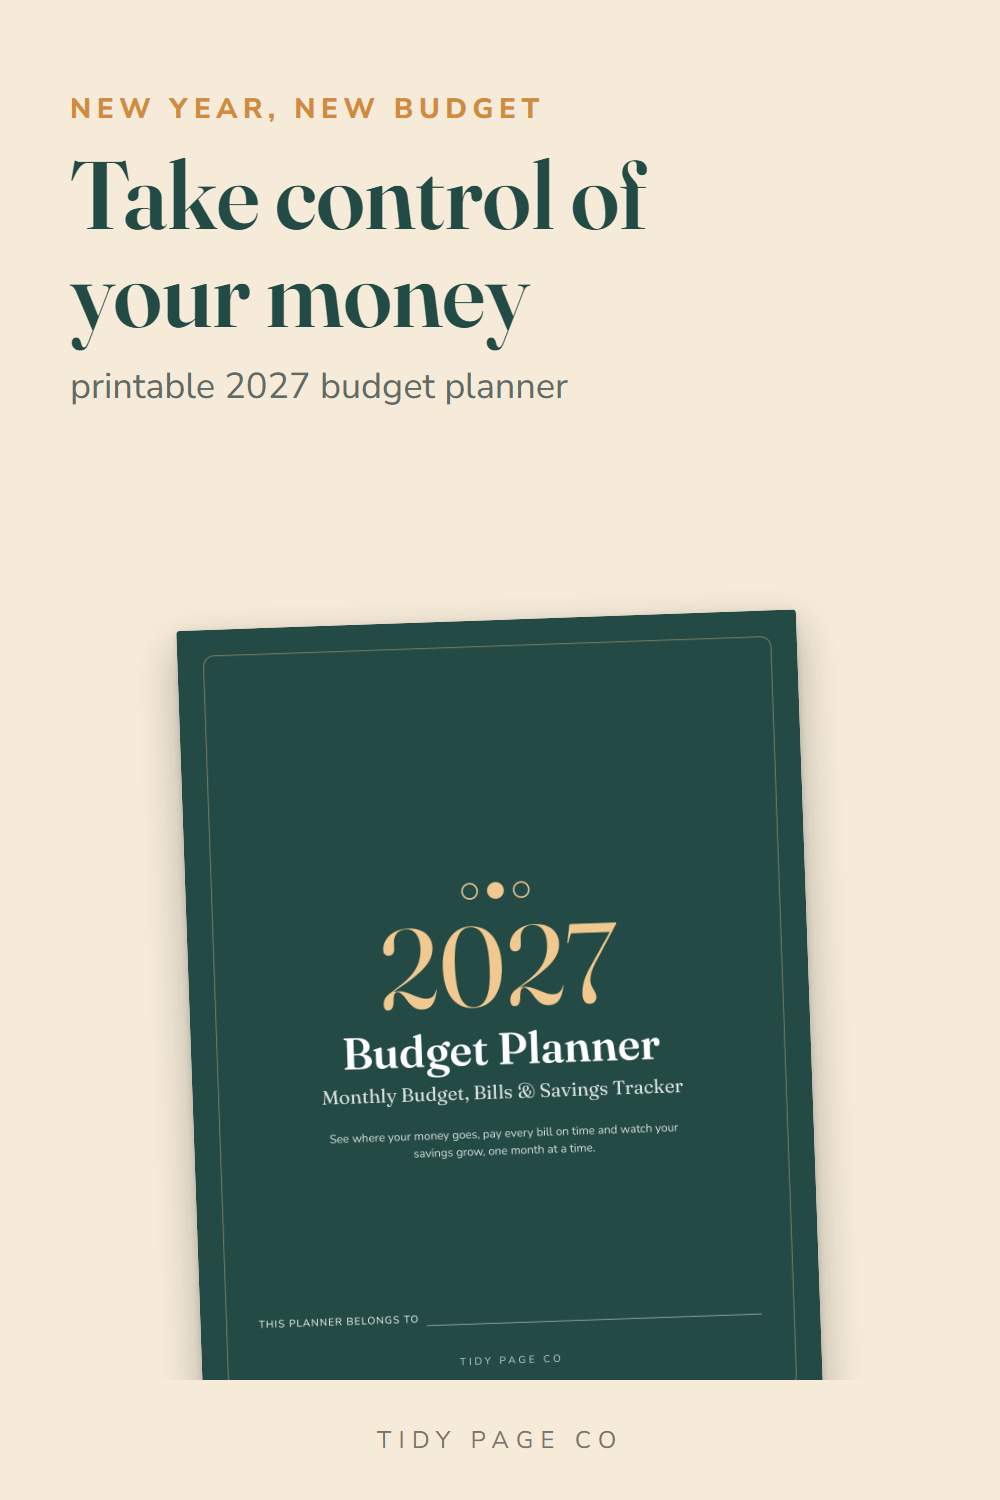 NEW YEAR, NEW BUDGET
Take control of
your money
printable 2027 budget planner
2027
Budget Planner
Monthly Budget, Bills & Savings Tracker
See where your money goes, pay every bill on time and watch your
savings grow, one month at a time.
THIS PLANNER BELONGS TO
TIDY PAGE CO
TIDY PAGE CO